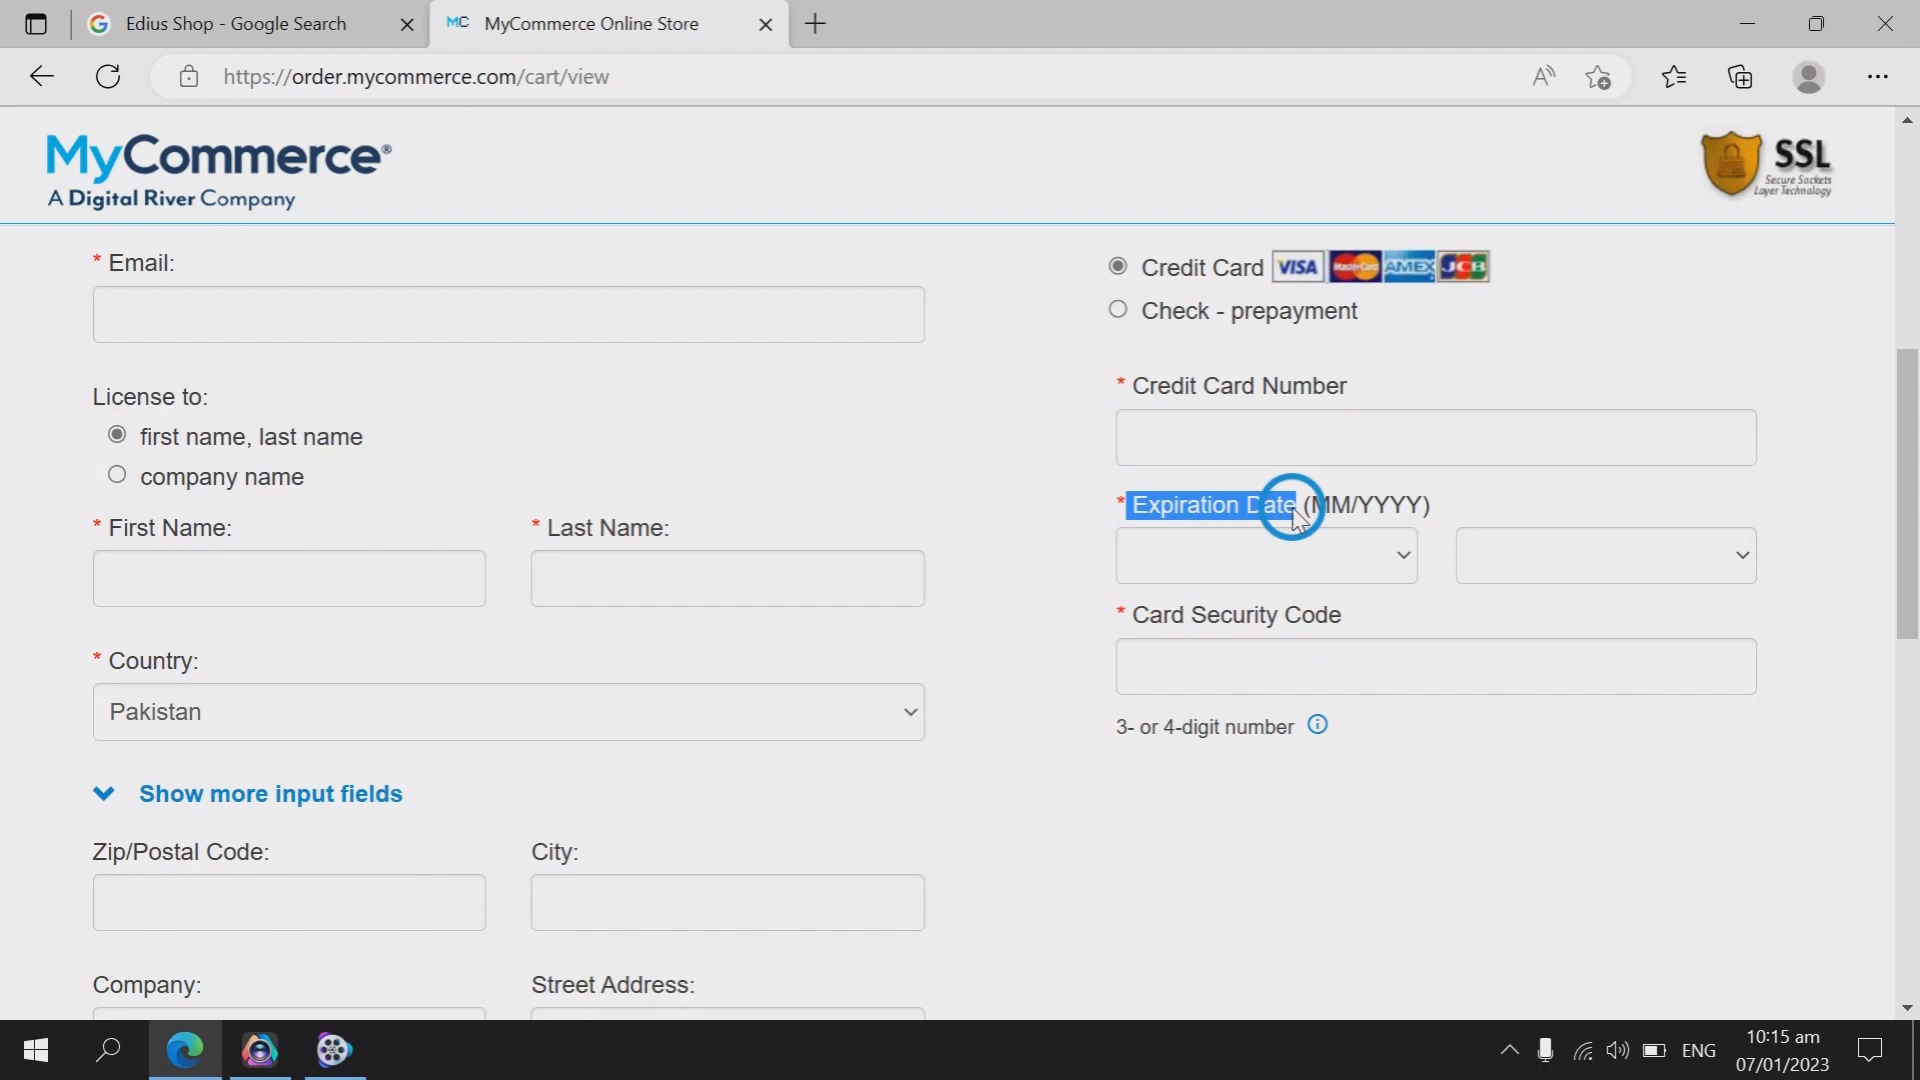 Edius Shop - Google Search
MC MyCommerce Online Store
https://order.mycommerce.com/cart/view
MyCommerce®
A Digital River Company
SSL
Secure Sockets
Layer Technology
* Email:
Credit Card VISA MasterCard AMEX JCB
Check - prepayment
License to:
first name, last name
company name
* Credit Card Number
* Expiration Date (MM/YYYY)
* First Name:
* Last Name:
* Card Security Code
* Country:
Pakistan
3- or 4-digit number
Show more input fields
Zip/Postal Code:
City:
Company:
Street Address:
ENG
10:15 am
07/01/2023